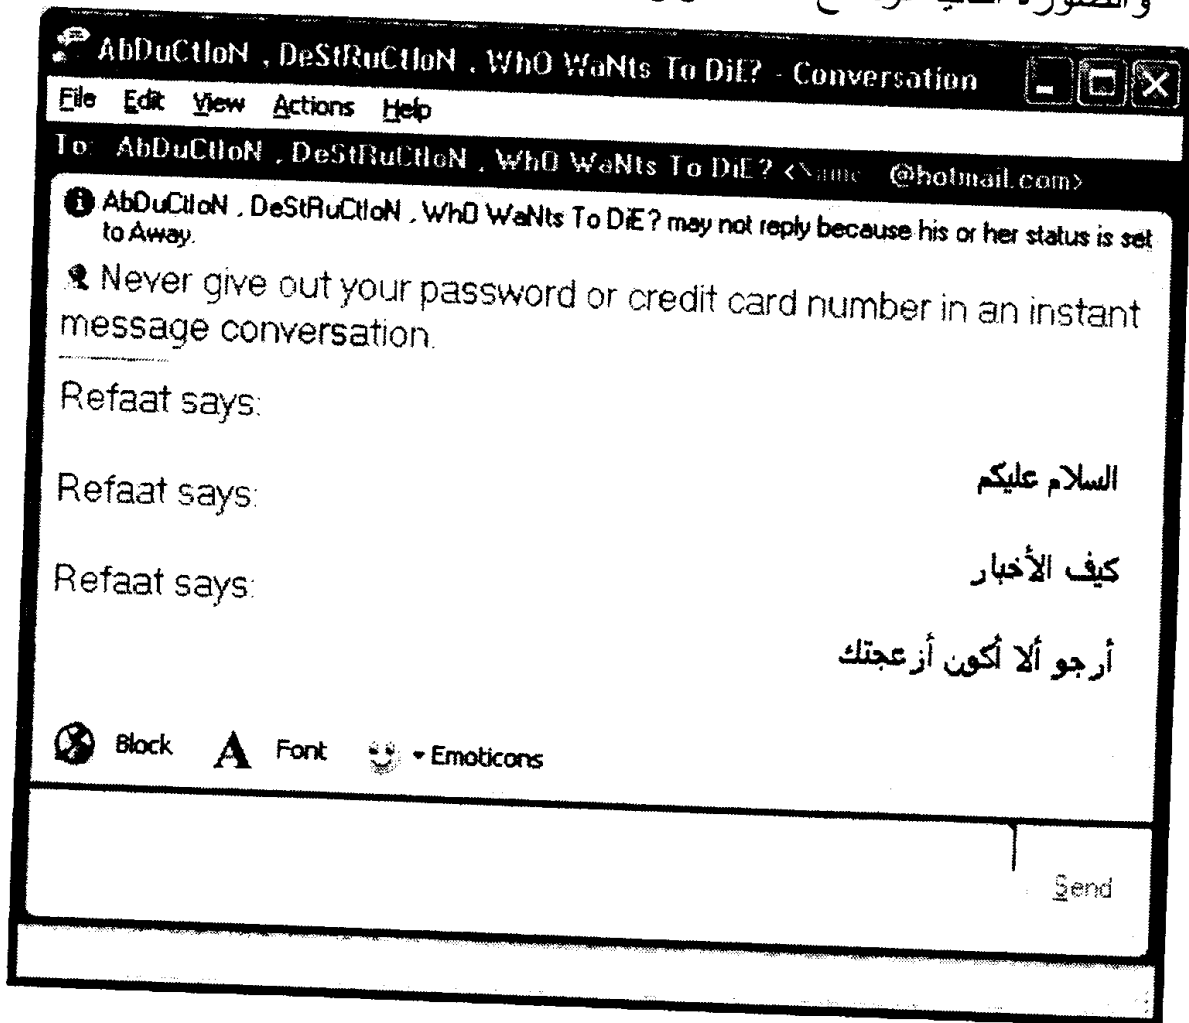 والصورة التالية
AbDuCtIoN , DeStRuCtIoN , WhO WaNts To DiE? - Conversation
File Edit View Actions Help
To: AbDuCtIoN , DeStRuCtIoN , WhO WaNts To DiE? <Name @hotmail.com>
AbDuCtIoN , DeStRuCtIoN , WhO WaNts To DiE? may not reply because his or her status is set
to Away.
Never give out your password or credit card number in an instant
message conversation.
Refaat says:
السلام عليكم
Refaat says:
كيف الأخبار
Refaat says:
أرجو ألا أكون أزعجتك
Block A Font Emoticons
Send